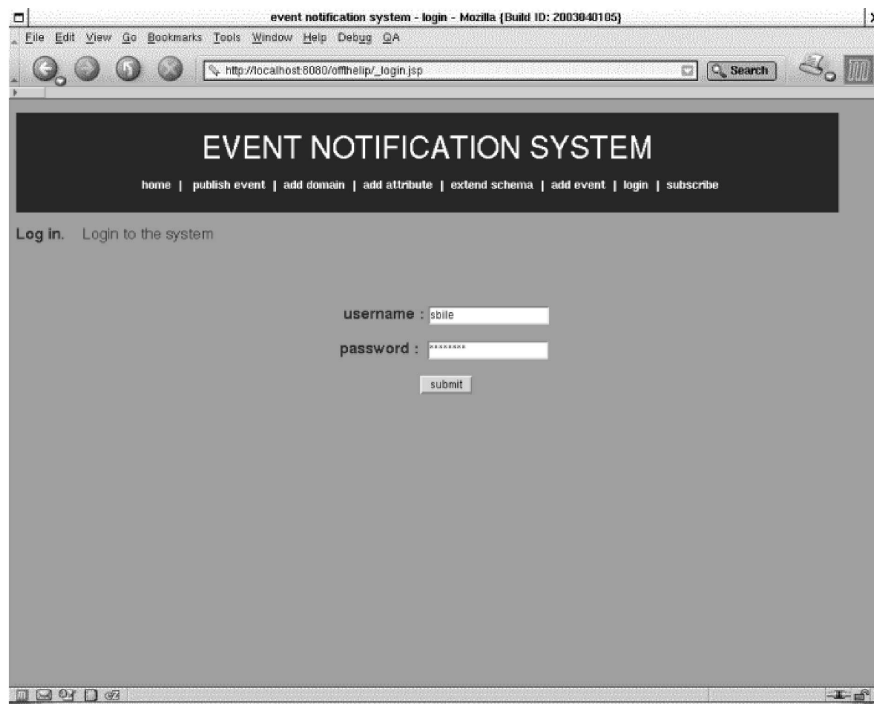 event notification system - login - Mozilla {Build ID: 2003040105}
File Edit View Go Bookmarks Tools Window Help Debug QA
http://localhost:8080/offthelip/_login.jsp Search
EVENT NOTIFICATION SYSTEM
home | publish event | add domain | add attribute | extend schema | add event | login | subscribe
Log in. Login to the system
username : sbile
password : ********
submit